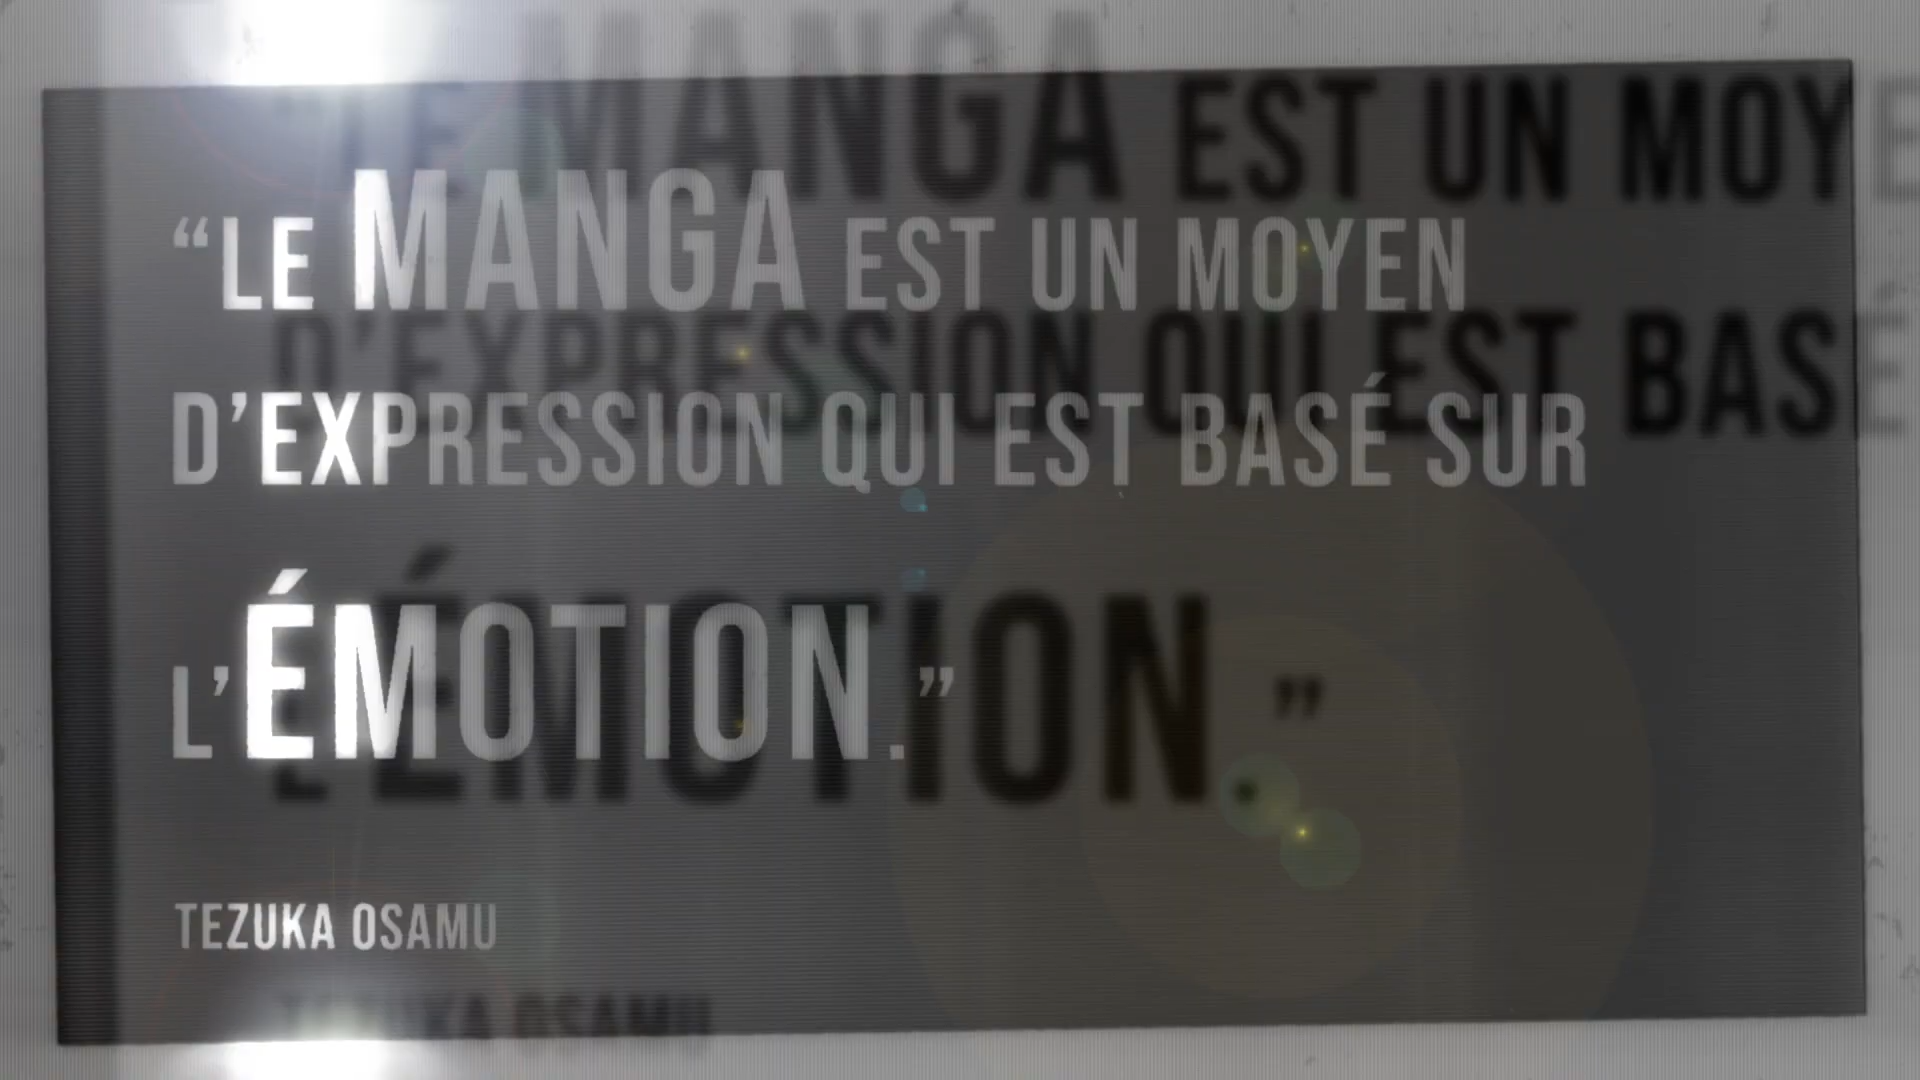 “LE MANGA EST UN MOYEN
D’EXPRESSION QUI EST BASÉ SUR
L’ÉMOTION.”
TEZUKA OSAMU